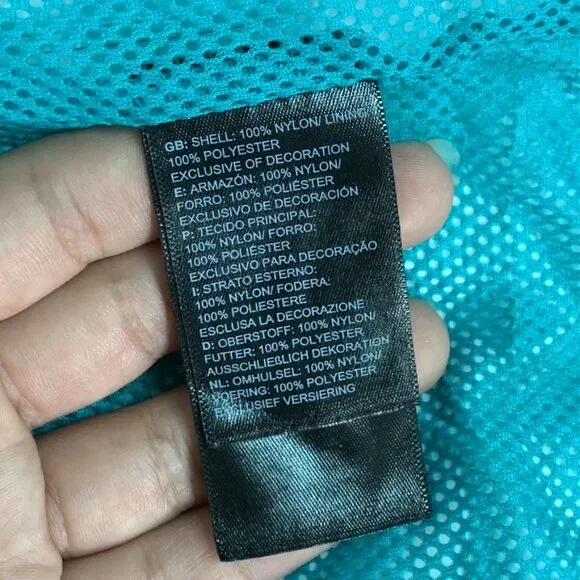 GB: SHELL: 100% NYLON/ LINING
100% POLYESTER
EXCLUSIVE OF DECORATION
E: ARMAZÓN: 100% NYLON/
FORRO: 100% POLIÉSTER
EXCLUSIVO DE DECORACIÓN
P: TECIDO PRINCIPAL:
100% NYLON/ FORRO:
100% POLIÉSTER
EXCLUSIVO PARA DECORAÇÃO
I: STRATO ESTERNO:
100% NYLON/ FODERA:
100% POLIESTERE
ESCLUSA LA DECORAZIONE
D: OBERSTOFF: 100% NYLON/
FUTTER: 100% POLYESTER
AUSSCHLIEßLICH DEKORATION
NL: OMHULSEL: 100% NYLON/
VOERING: 100% POLYESTER
EXCLUSIEF VERSIERING